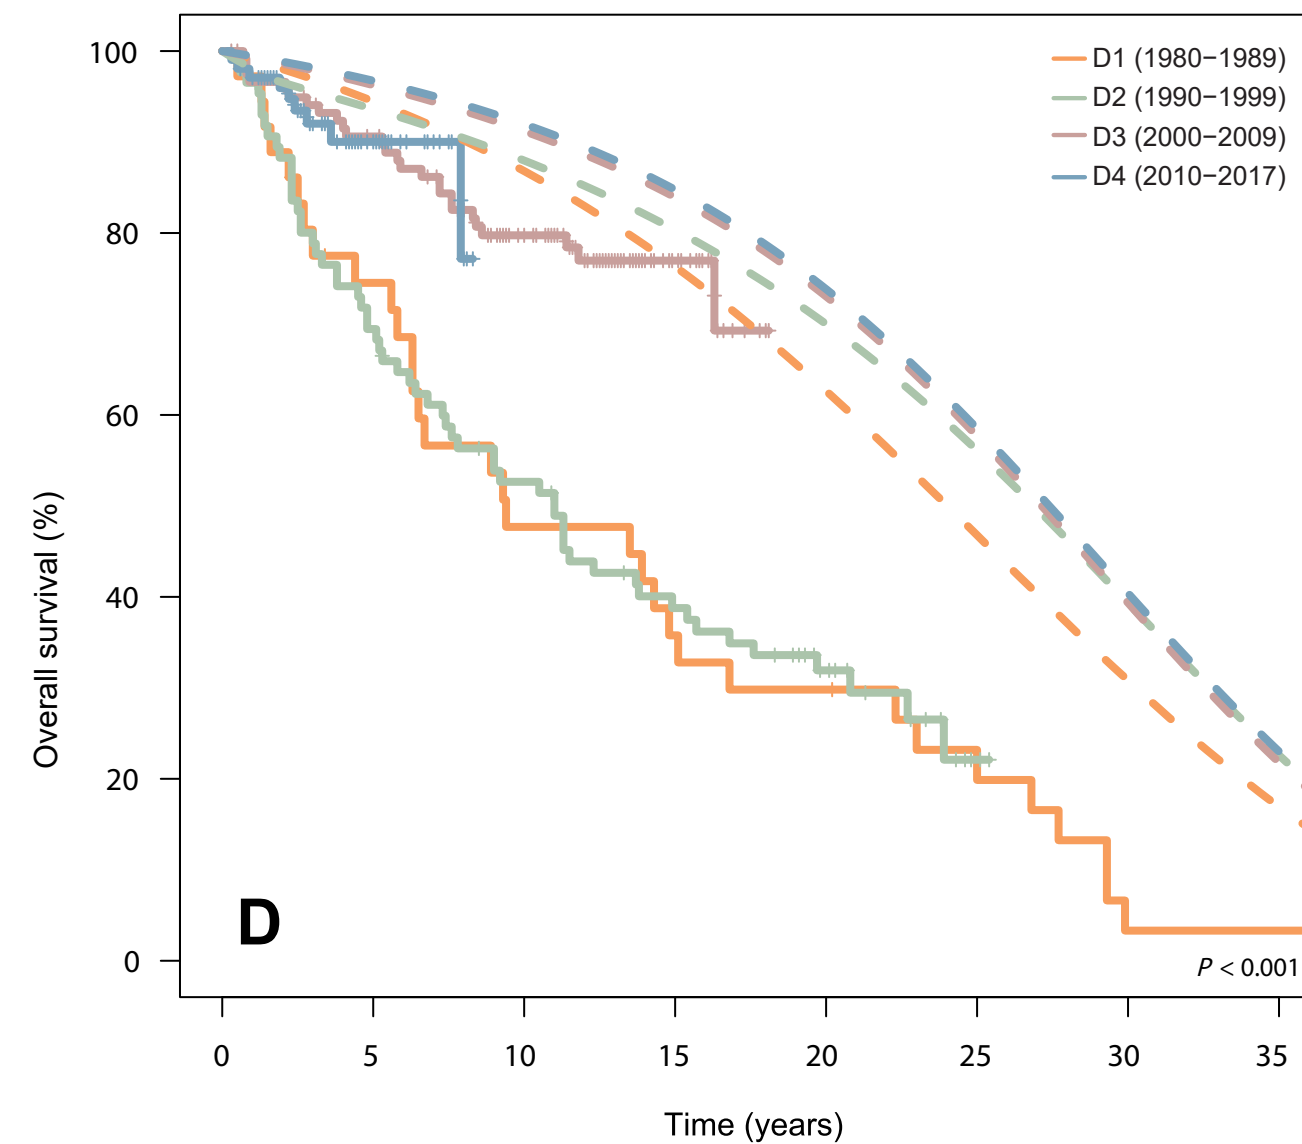 D1 (1980−1989)
D2 (1990−1999)
D3 (2000−2009)
D4 (2010−2017)
100
80
60
40
20
0
Overall survival (%)
D
P < 0.001
0 5 10 15 20 25 30 35
Time (years)